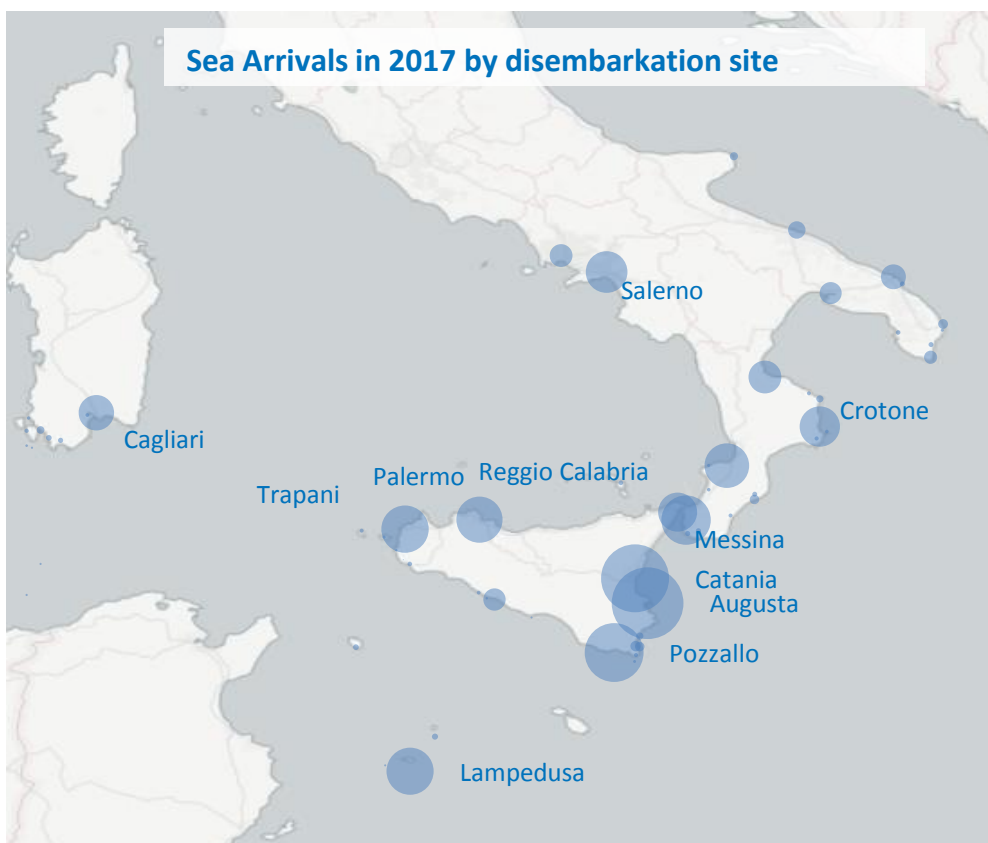 Sea Arrivals in 2017 by disembarkation site
Salerno
Crotone
Cagliari
Palermo
Reggio Calabria
Trapani
Messina
Catania
Augusta
Pozzallo
Lampedusa